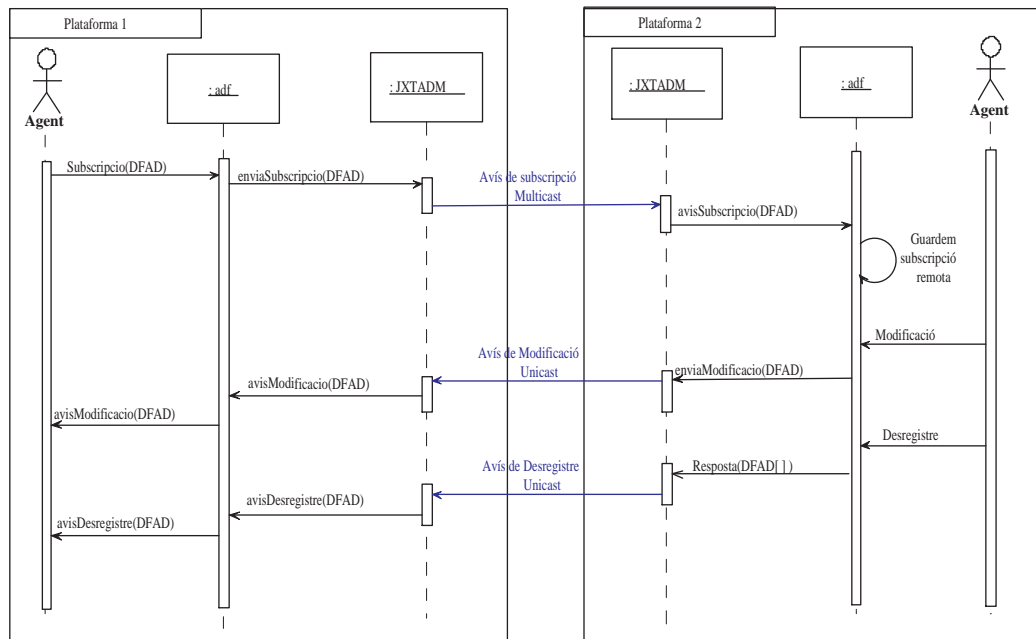 Plataforma 1
Plataforma 2
: adf
: JXTADM
: JXTADM
: adf
Agent
Agent
Subscripcio(DFAD)
enviaSubscripcio(DFAD)
Avís de subscripció
Multicast
avisSubscripcio(DFAD)
Guardem
subscripció
remota
Modificació
Avís de Modificació
Unicast
enviaModificacio(DFAD)
avisModificacio(DFAD)
avisModificacio(DFAD)
Desregistre
Avís de Desregistre
Unicast
Resposta(DFAD[ ] )
avisDesregistre(DFAD)
avisDesregistre(DFAD)